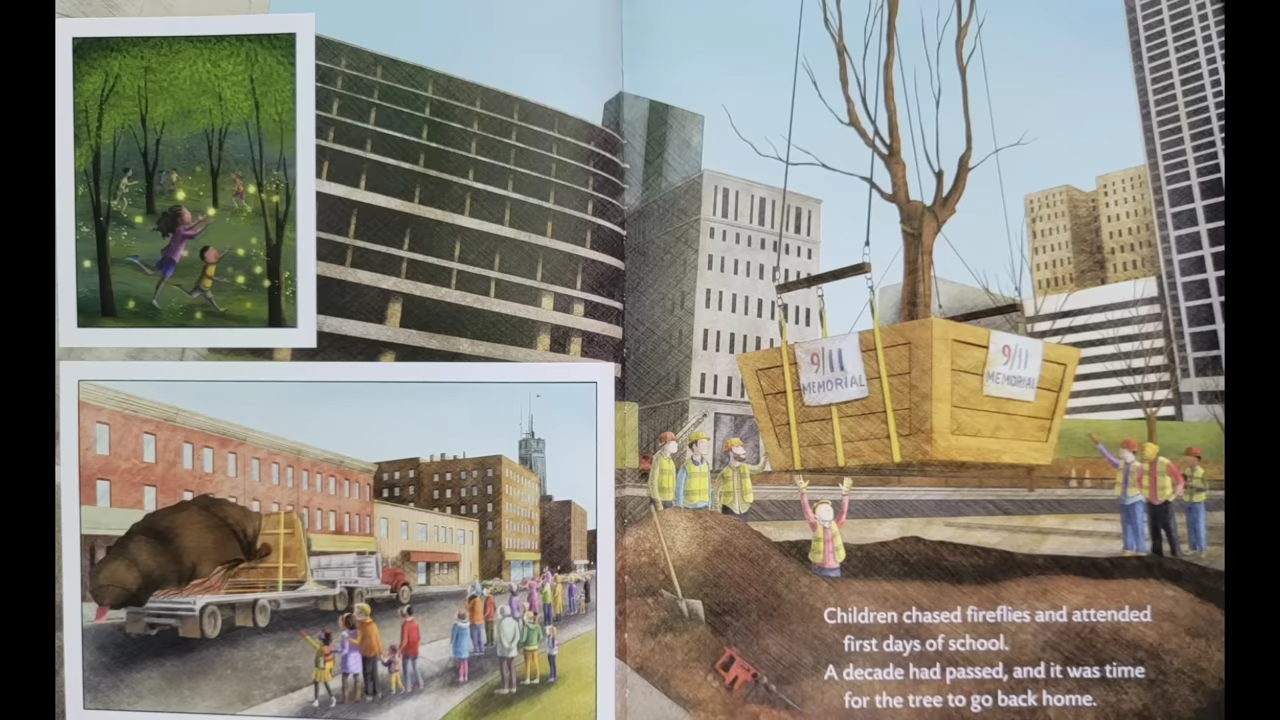 9/11
MEMORIAL
9/11
MEMORIAL
Children chased fireflies and attended
first days of school.
A decade had passed, and it was time
for the tree to go back home.